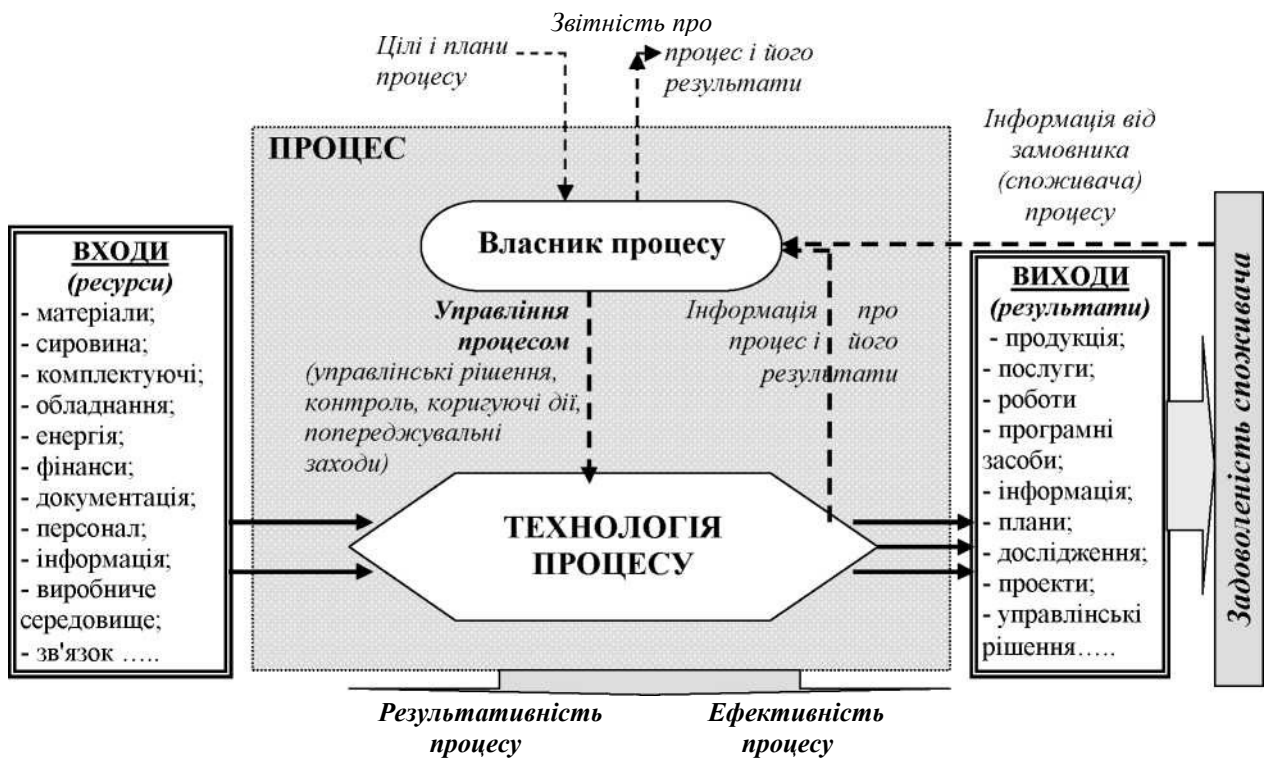 Звітність про
Цілі і плани
процесу
процес і його
результати
Інформація від
замовника
(споживача)
процесу
ПРОЦЕС
Власник процесу
ВХОДИ
(ресурси)
- матеріали;
- сировина;
- комплектуючі;
- обладнання;
- енергія;
- фінанси;
- документація;
- персонал;
- інформація;
- виробниче
середовище;
- зв'язок …..
Управління
процесом
(управлінські рішення,
контроль, коригуючі дії,
попереджувальні
заходи)
Інформація про
процес і його
результати
ТЕХНОЛОГІЯ
ПРОЦЕСУ
ВИХОДИ
(результати)
- продукція;
- послуги;
- роботи
- програмні
засоби;
- інформація;
- плани;
- дослідження;
- проекти;
- управлінські
рішення…..
Задоволеність споживача
Результативність
процесу
Ефективність
процесу